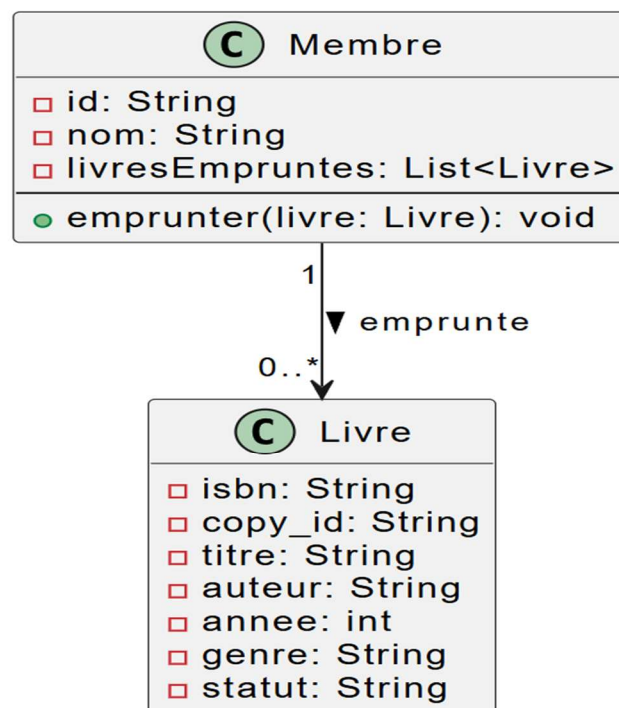 C Membre
id: String
nom: String
livresEmpruntes: List<Livre>
emprunter(livre: Livre): void
1
emprunte
0..*
C Livre
isbn: String
copy_id: String
titre: String
auteur: String
annee: int
genre: String
statut: String